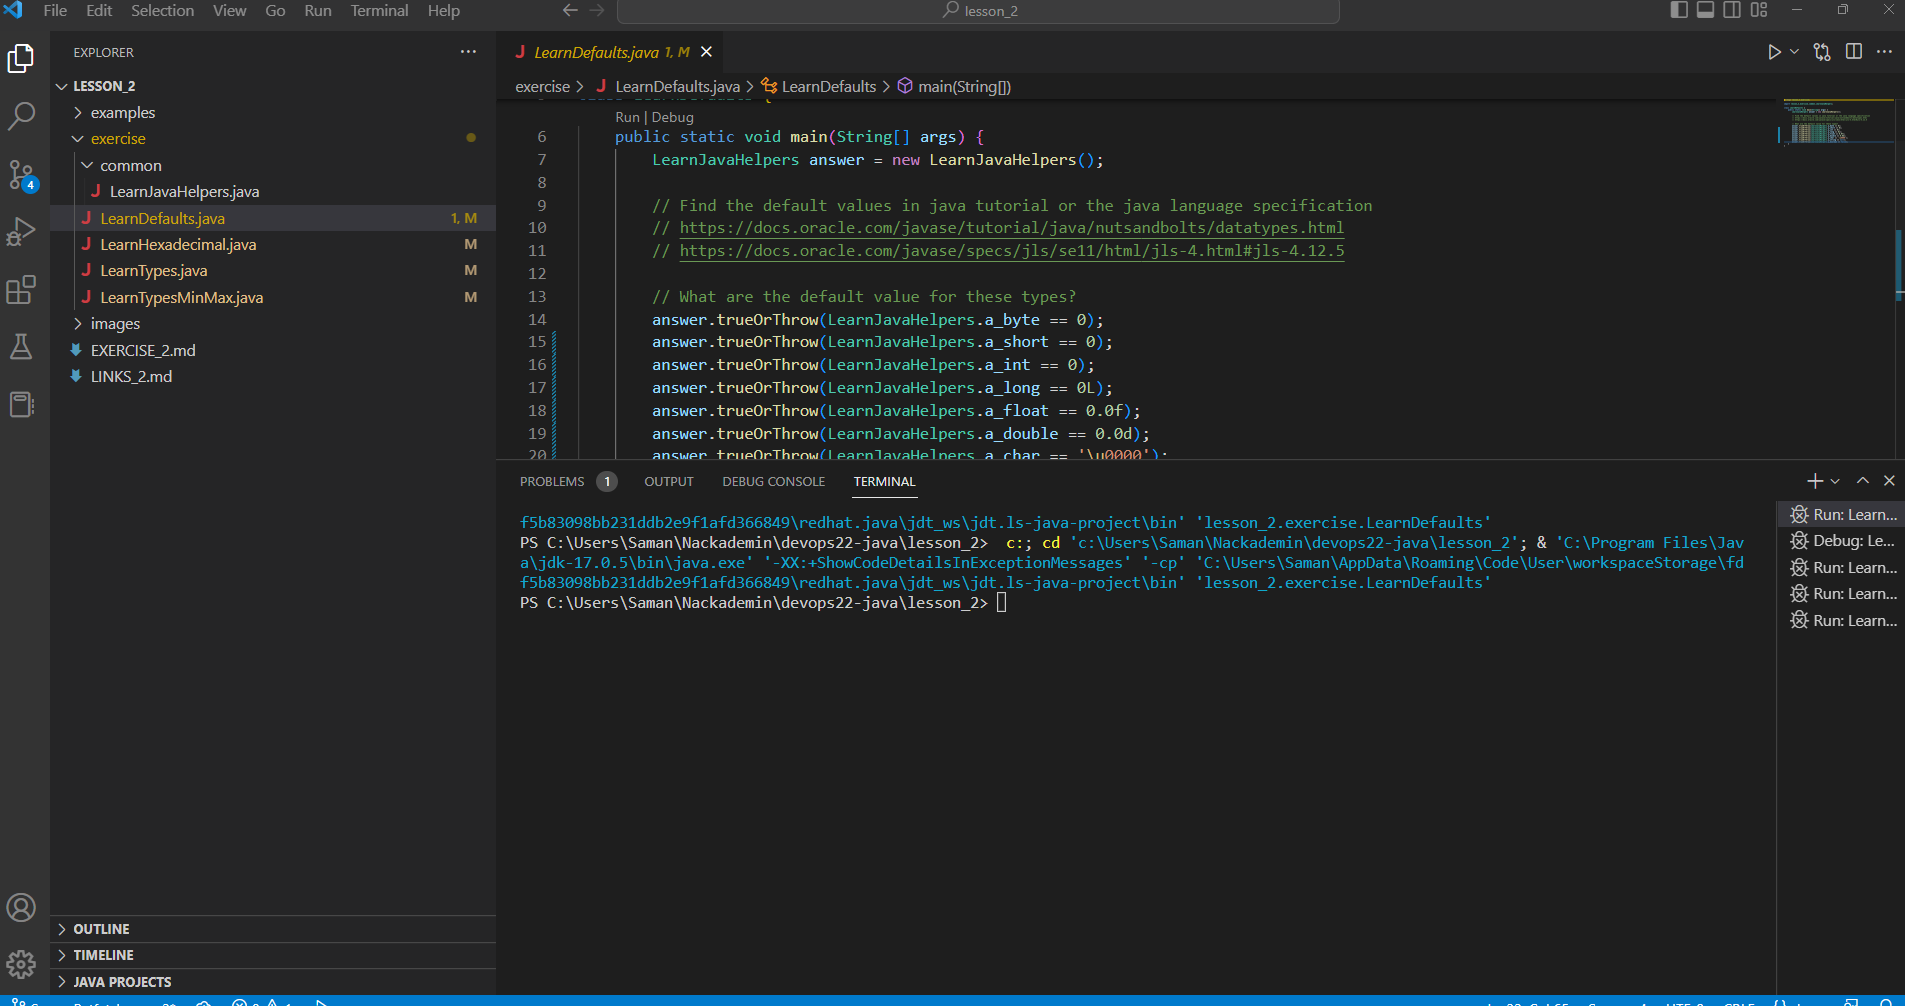 File Edit Selection View Go Run Terminal Help
lesson_2
EXPLORER
LESSON_2
examples
exercise
common
LearnJavaHelpers.java
LearnDefaults.java 1, M
LearnHexadecimal.java M
LearnTypes.java M
LearnTypesMinMax.java M
images
EXERCISE_2.md
LINKS_2.md
4
OUTLINE
TIMELINE
JAVA PROJECTS
LearnDefaults.java 1, M
exercise > LearnDefaults.java > LearnDefaults > main(String[])
Run | Debug
6 public static void main(String[] args) {
7 LearnJavaHelpers answer = new LearnJavaHelpers();
8
9 // Find the default values in java tutorial or the java language specification
10 // https://docs.oracle.com/javase/tutorial/java/nutsandbolts/datatypes.html
11 // https://docs.oracle.com/javase/specs/jls/se11/html/jls-4.html#jls-4.12.5
12
13 // What are the default value for these types?
14 answer.trueOrThrow(LearnJavaHelpers.a_byte == 0);
15 answer.trueOrThrow(LearnJavaHelpers.a_short == 0);
16 answer.trueOrThrow(LearnJavaHelpers.a_int == 0);
17 answer.trueOrThrow(LearnJavaHelpers.a_long == 0L);
18 answer.trueOrThrow(LearnJavaHelpers.a_float == 0.0f);
19 answer.trueOrThrow(LearnJavaHelpers.a_double == 0.0d);
20 answer.trueOrThrow(LearnJavaHelpers.a_char == '\u0000');
PROBLEMS 1 OUTPUT DEBUG CONSOLE TERMINAL
f5b83098bb231ddb2e9f1afd366849\redhat.java\jdt_ws\jdt.ls-java-project\bin' 'lesson_2.exercise.LearnDefaults'
PS C:\Users\Saman\Nackademin\devops22-java\lesson_2>  c:; cd 'c:\Users\Saman\Nackademin\devops22-java\lesson_2'; & 'C:\Program Files\Jav
a\jdk-17.0.5\bin\java.exe' '-XX:+ShowCodeDetailsInExceptionMessages' '-cp' 'C:\Users\Saman\AppData\Roaming\Code\User\workspaceStorage\fd
f5b83098bb231ddb2e9f1afd366849\redhat.java\jdt_ws\jdt.ls-java-project\bin' 'lesson_2.exercise.LearnDefaults'
PS C:\Users\Saman\Nackademin\devops22-java\lesson_2>
Run: Learn...
Debug: Le...
Run: Learn...
Run: Learn...
Run: Learn...